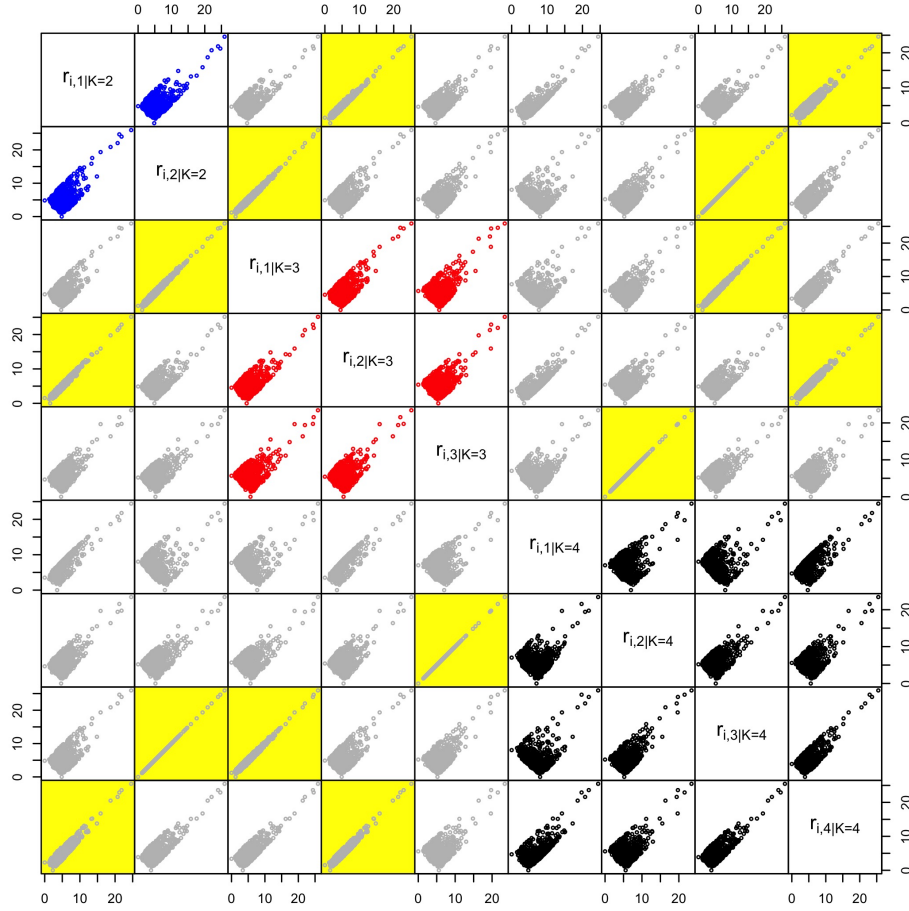 0 10 20 0 10 20 0 10 20 0 10 20
r_{i,1|K=2} 0 10 20
0 10 20 r_{i,2|K=2}
r_{i,1|K=3} 0 10 20
0 10 20 r_{i,2|K=3}
r_{i,3|K=3} 0 10 20
0 10 20 r_{i,1|K=4}
r_{i,2|K=4} 0 10 20
0 10 20 r_{i,3|K=4}
r_{i,4|K=4} 0 10 20
0 10 20 0 10 20 0 10 20 0 10 20 0 10 20